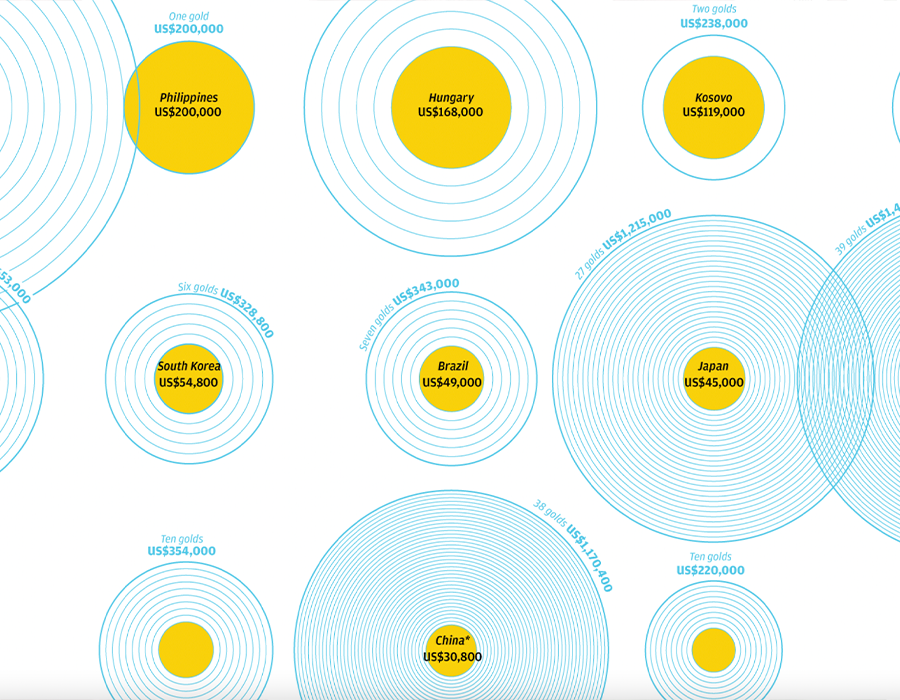 One gold
US$200,000
Philippines
US$200,000
Hungary
US$168,000
Two golds
US$238,000
Kosovo
US$119,000
53,000
Six golds US$328,800
South Korea
US$54,800
Seven golds US$343,000
Brazil
US$49,000
27 golds US$1,215,000
Japan
US$45,000
39 golds US$1,4
Ten golds
US$354,000
38 golds US$1,170,400
China*
US$30,800
Ten golds
US$220,000